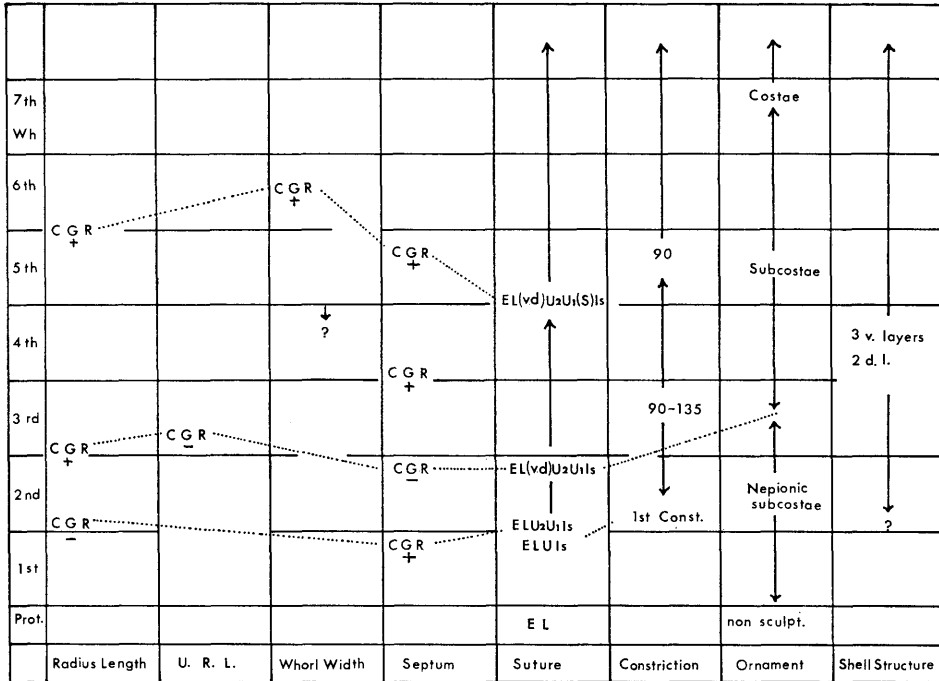 7th
Wh
Costae
6th
C G R
+
C G R
+
5th
C G R
+
90
Subcostae
EL(vd)U2U1(S)Is
4th
?
3 v. layers
2 d. l.
C G R
+
3 rd
90-135
C G R
+
C G R
-
C G R
-
EL(vd)U2U1Is
2nd
Nepionic
subcostae
C G R
-
ELU2U1Is
1st Const.
?
ELUIs
C G R
+
1st
Prot.
E L
non sculpt.
Radius Length
U. R. L.
Whorl Width
Septum
Suture
Constriction
Ornament
Shell Structure